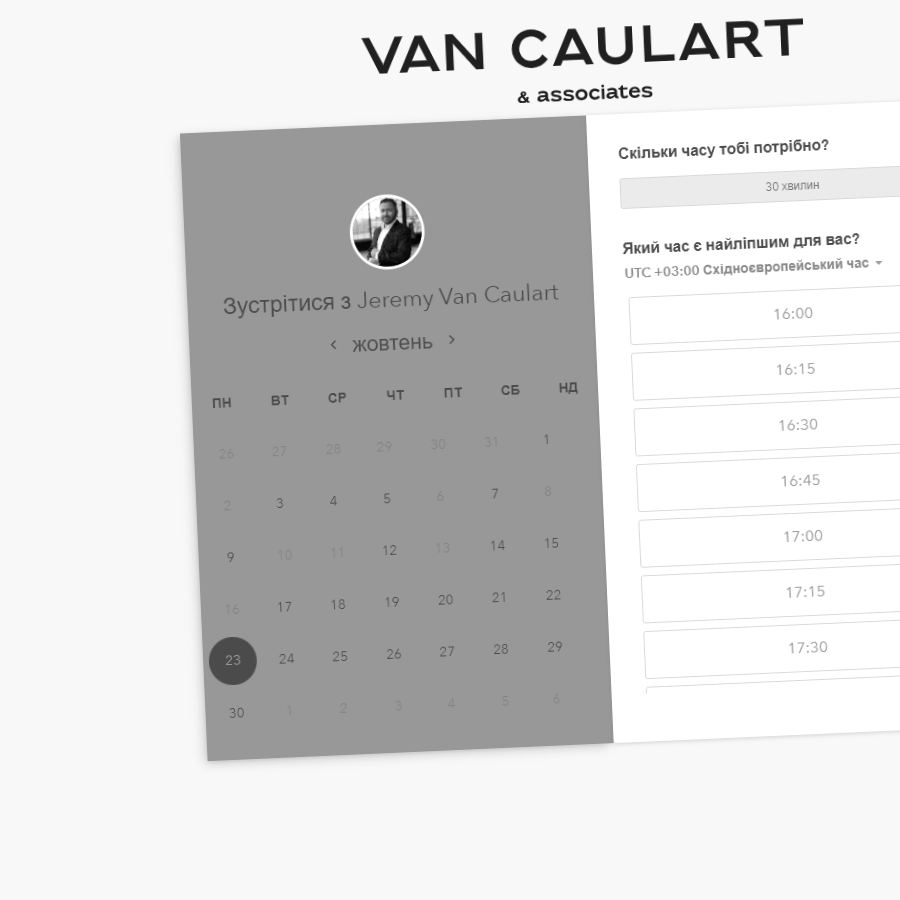 VAN CAULART
& associates
Зустрітися з Jeremy Van Caulart
‹ жовтень ›
ПН ВТ СР ЧТ ПТ СБ НД
26 27 28 29 30 31 1
2 3 4 5 6 7 8
9 10 11 12 13 14 15
16 17 18 19 20 21 22
23 24 25 26 27 28 29
30 1 2 3 4 5 6
Скільки часу тобі потрібно?
30 хвилин
Який час є найліпшим для вас?
UTC +03:00 Східноєвропейський час
16:00
16:15
16:30
16:45
17:00
17:15
17:30